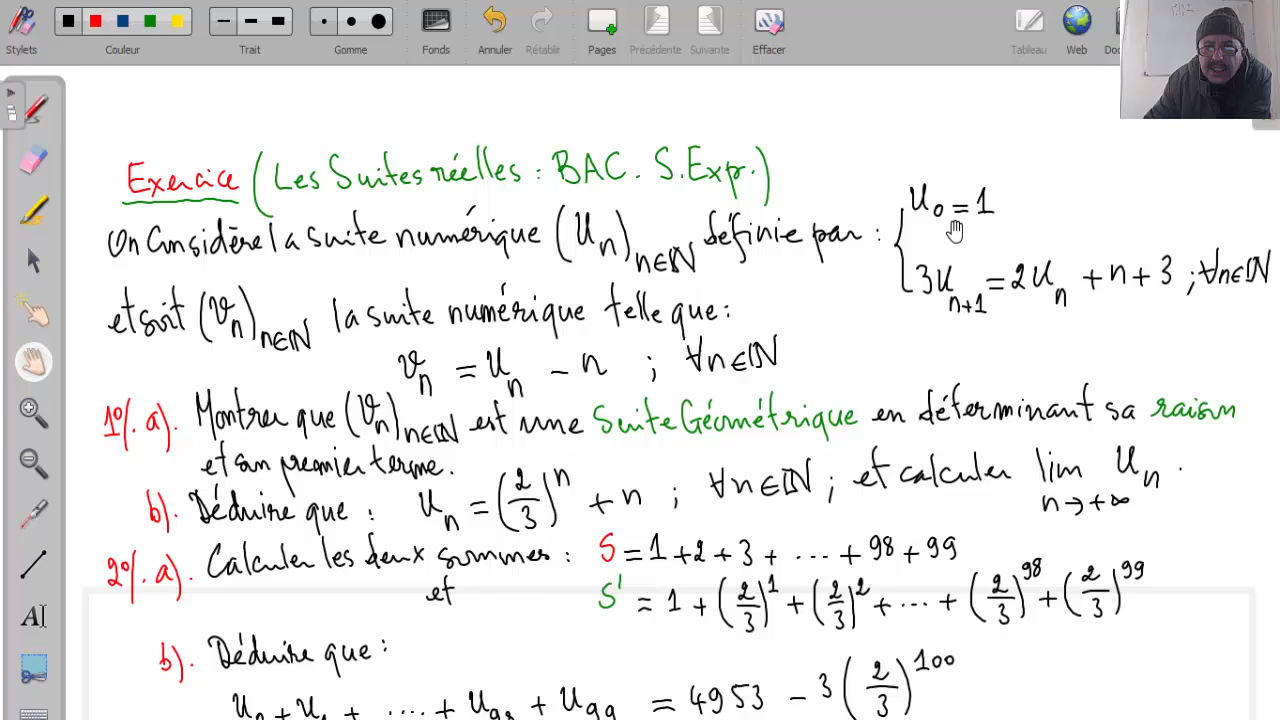 Stylets Couleur Trait Gomme Fonds Annuler Rétablir Pages Précédente Suivante Effacer Tableau Web
Exercice (Les Suites réelles : BAC. S.Expr.)
On Considère la suite numérique (Un)n∈ℕ définie par : { U0 = 1
3Un+1 = 2Un + n + 3 ; ∀n∈ℕ
et soit (Vn)n∈ℕ la suite numérique telle que :
Vn = Un - n ; ∀n∈ℕ
1°/. a). Montrer que (Vn)n∈ℕ est une Suite Géométrique en déterminant sa raison
et son premier terme.
b). Déduire que : Un = (2/3)^n + n ; ∀n∈ℕ ; et calculer lim n→+∞ Un.
2°/. a). Calculer les deux sommes : S = 1 + 2 + 3 + ... + 98 + 99
et S' = 1 + (2/3)^1 + (2/3)^2 + ... + (2/3)^98 + (2/3)^99
b). Déduire que :
= 4953 - 3(2/3)^100